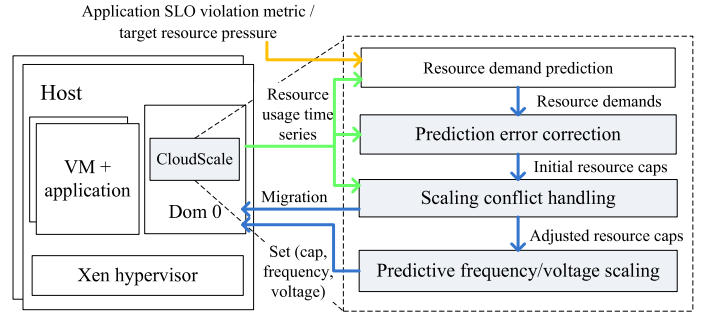 Application SLO violation metric /
target resource pressure
Host
VM +
application
CloudScale
Dom 0
Xen hypervisor
Resource
usage time
series
Migration
Set (cap,
frequency,
voltage)
Resource demand prediction
Resource demands
Prediction error correction
Initial resource caps
Scaling conflict handling
Adjusted resource caps
Predictive frequency/voltage scaling